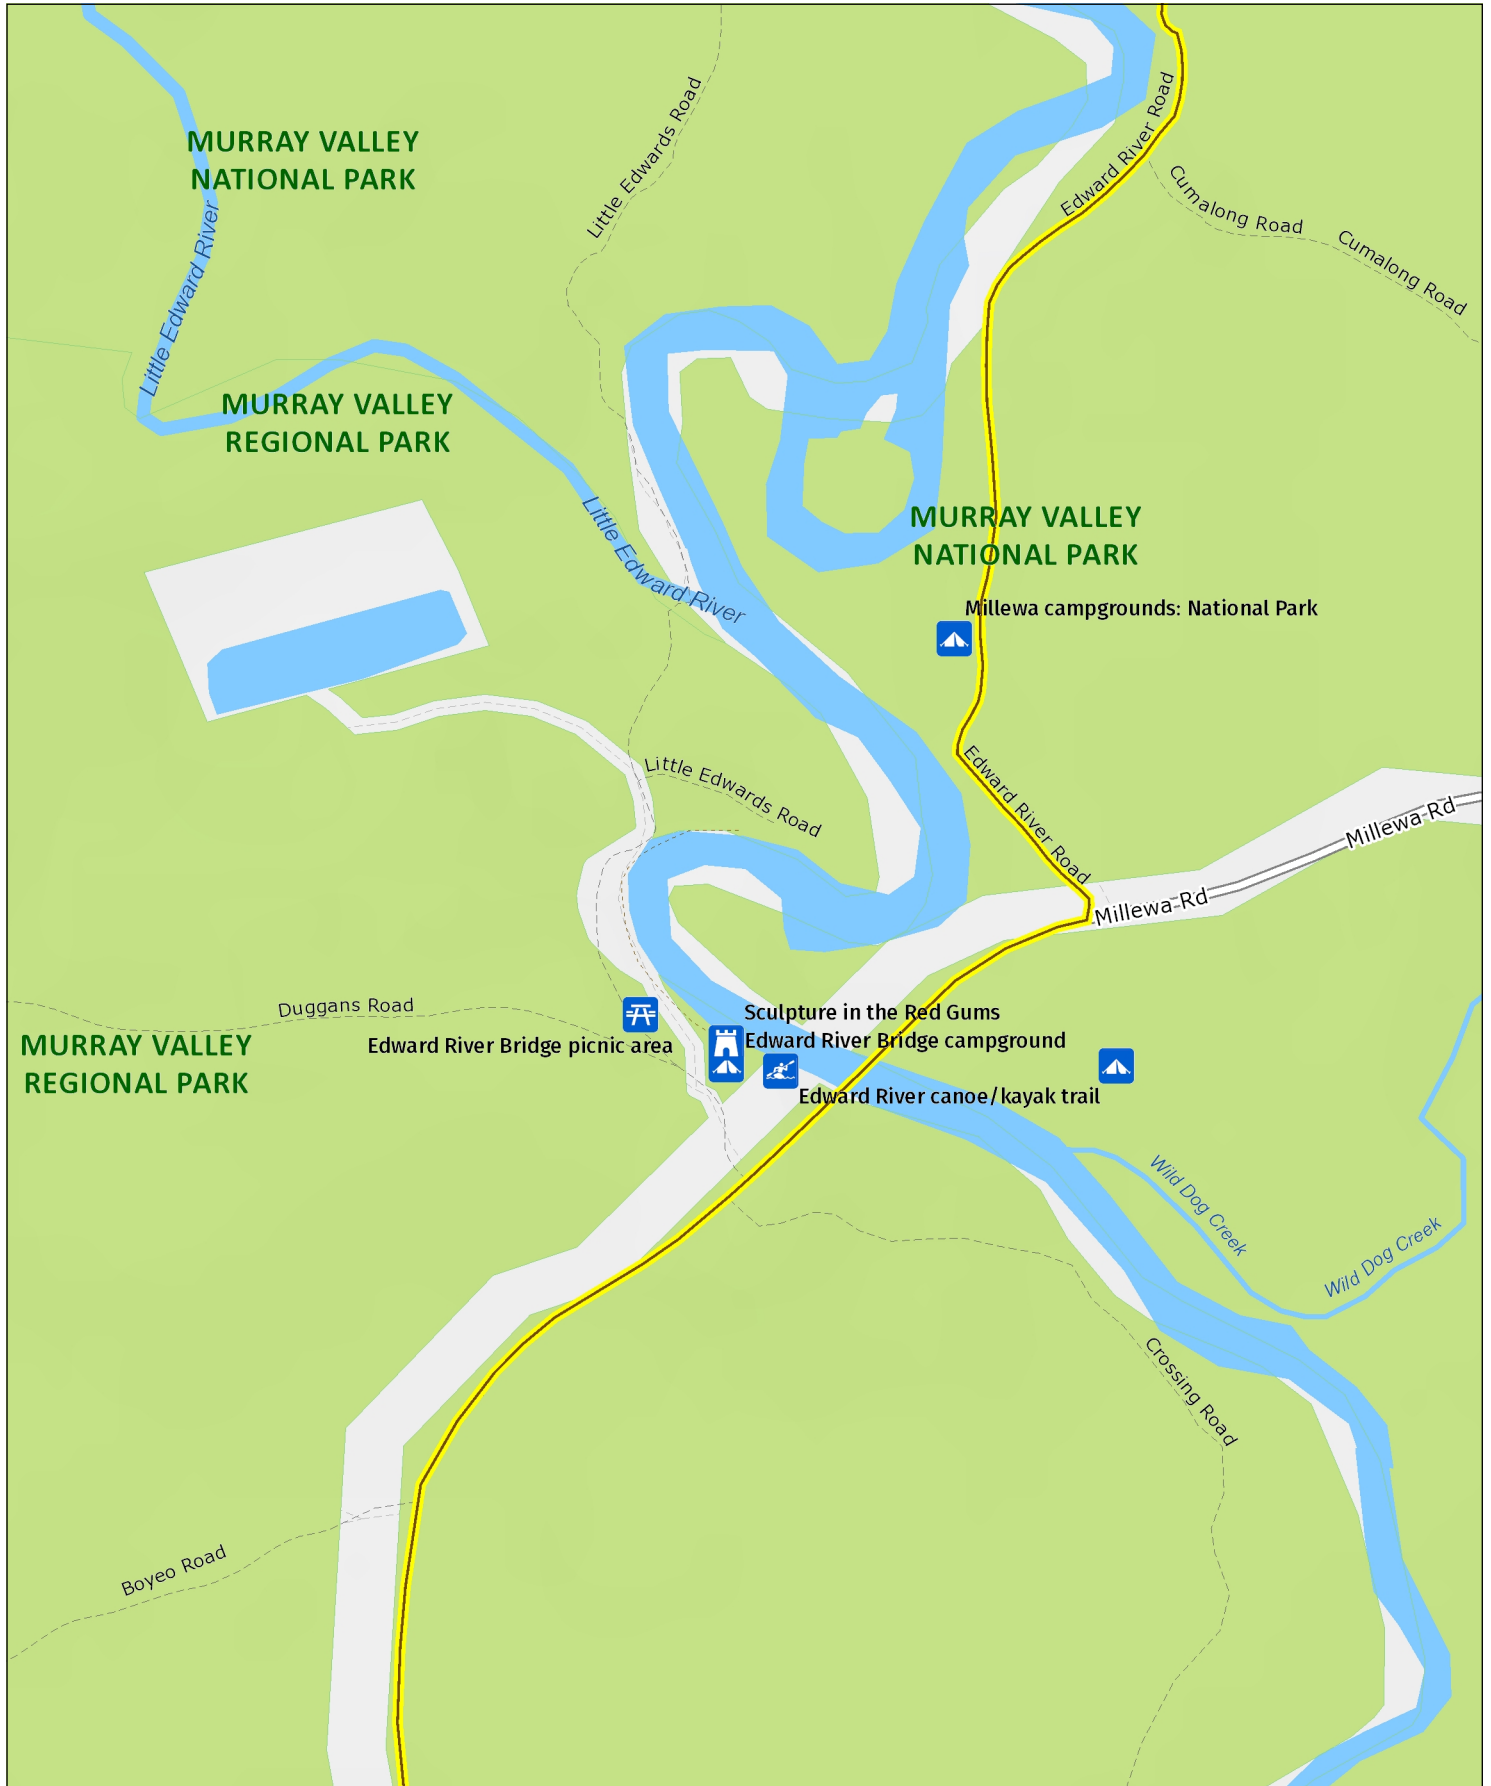 Little Edwards Road
Edward River Road
MURRAY VALLEY
NATIONAL PARK
Cumalong Road
Cumalong Road
Little Edward River
MURRAY VALLEY
REGIONAL PARK
Little Edward River
MURRAY VALLEY
NATIONAL PARK
Millewa campgrounds: National Park
Little Edwards Road
Edward River Road
Millewa Rd
Millewa Rd
Duggans Road
Sculpture in the Red Gums
MURRAY VALLEY
REGIONAL PARK
Edward River Bridge picnic area
Edward River Bridge campground
Edward River canoe/kayak trail
Wild Dog Creek
Wild Dog Creek
Crossing Road
Boyeo Road